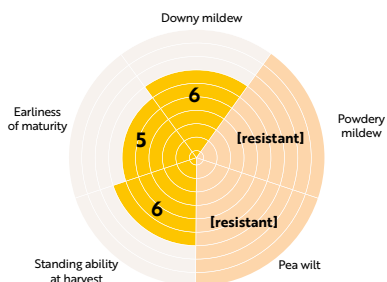 Downy mildew
6
Earliness
of maturity
5
[resistant]
Powdery
mildew
6
[resistant]
Standing ability
at harvest
Pea wilt